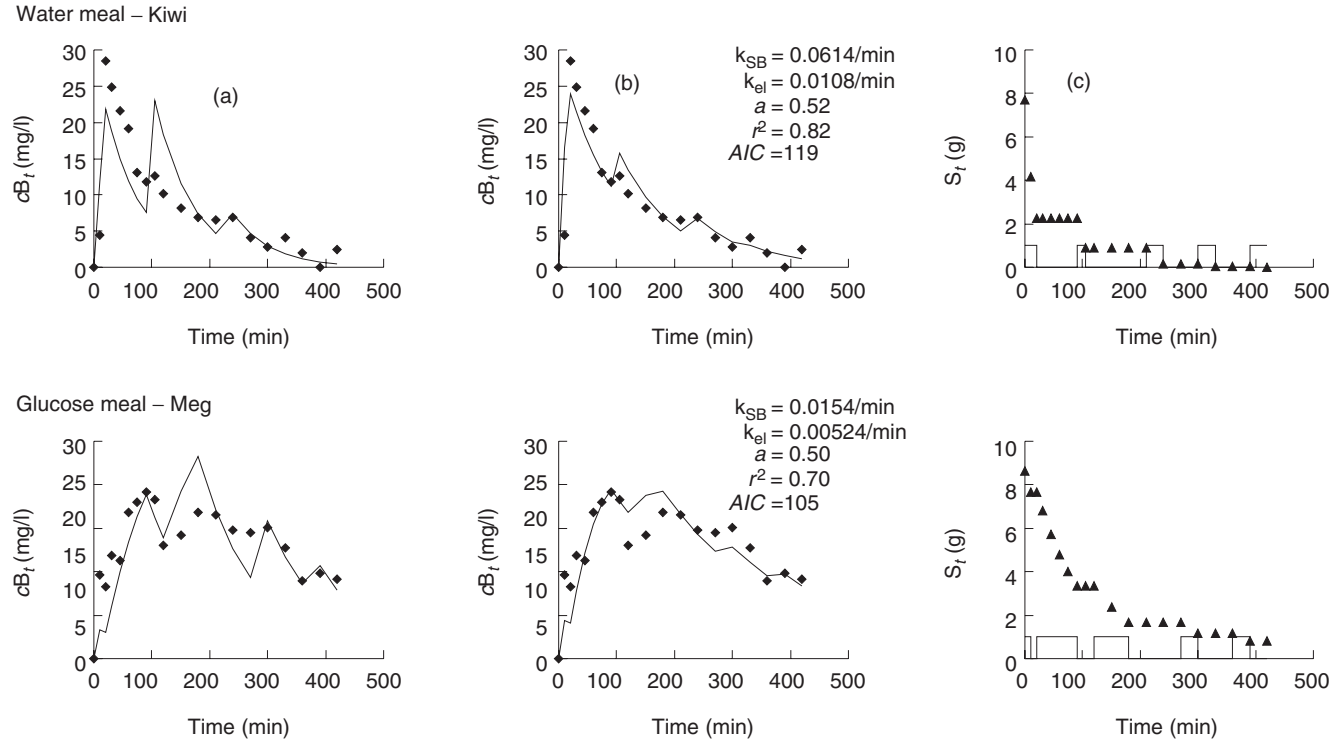 Water meal – Kiwi
30
25
20
15
10
5
0
cB_t (mg/l)
(a)
0 100 200 300 400 500
Time (min)
30
25
20
15
10
5
0
cB_t (mg/l)
(b)
k_SB = 0.0614/min
k_el = 0.0108/min
a = 0.52
r² = 0.82
AIC =119
0 100 200 300 400 500
Time (min)
10
8
6
4
2
0
S_t (g)
(c)
0 100 200 300 400 500
Time (min)
Glucose meal – Meg
30
25
20
15
10
5
0
cB_t (mg/l)
0 100 200 300 400 500
Time (min)
30
25
20
15
10
5
0
cB_t (mg/l)
k_SB = 0.0154/min
k_el = 0.00524/min
a = 0.50
r² = 0.70
AIC =105
0 100 200 300 400 500
Time (min)
10
8
6
4
2
0
S_t (g)
0 100 200 300 400 500
Time (min)